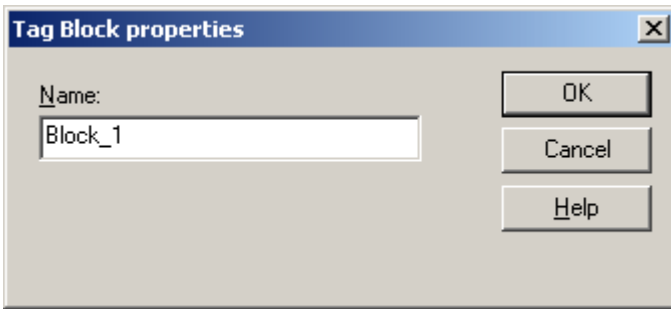 Tag Block properties
Name:
Block_1
OK
Cancel
Help